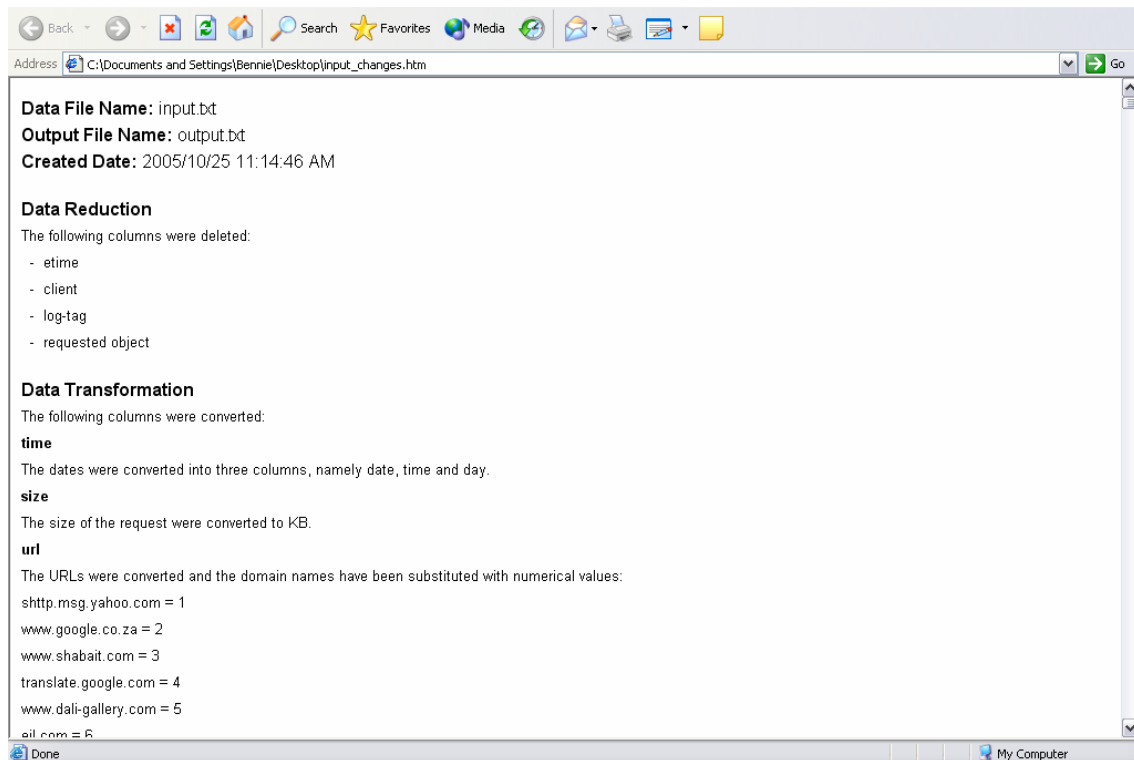 Back Search Favorites Media
Address C:\Documents and Settings\Bennie\Desktop\input_changes.htm Go
Data File Name: input.txt
Output File Name: output.txt
Created Date: 2005/10/25 11:14:46 AM
Data Reduction
The following columns were deleted:
- etime
- client
- log-tag
- requested object
Data Transformation
The following columns were converted:
time
The dates were converted into three columns, namely date, time and day.
size
The size of the request were converted to KB.
url
The URLs were converted and the domain names have been substituted with numerical values:
shttp.msg.yahoo.com = 1
www.google.co.za = 2
www.shabait.com = 3
translate.google.com = 4
www.dali-gallery.com = 5
= 6
Done My Computer